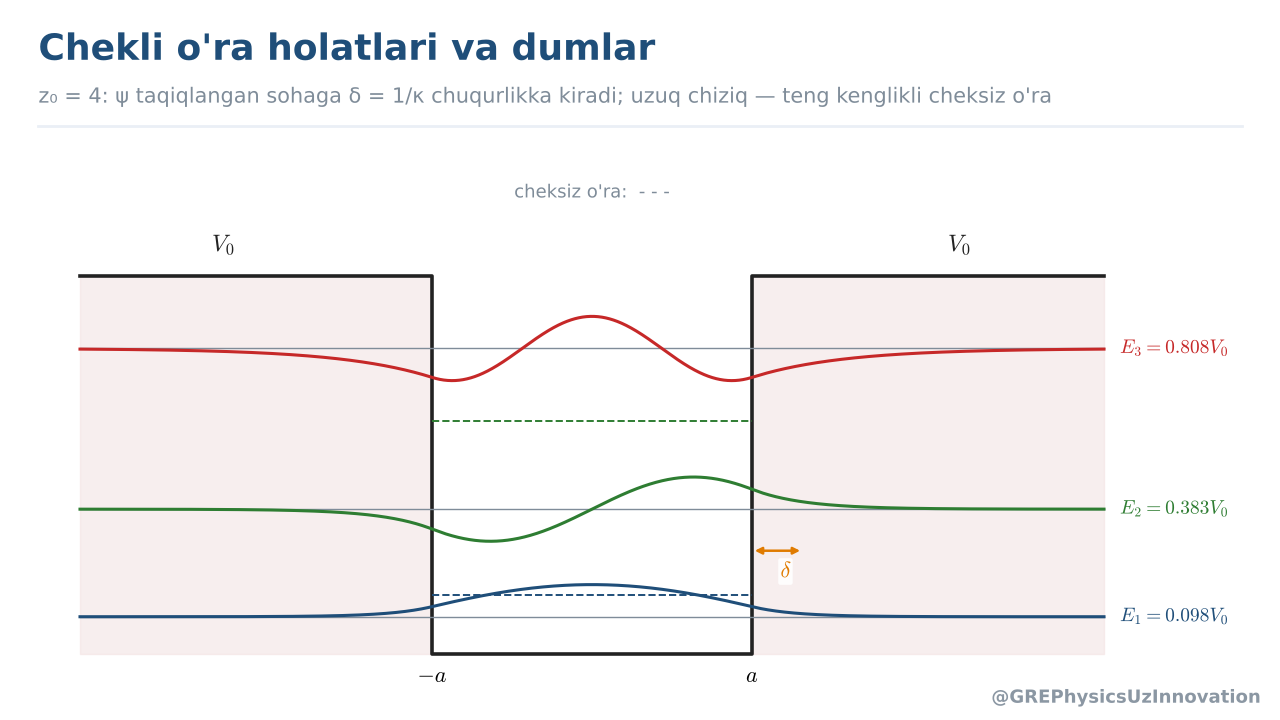 Chekli o'ra holatlari va dumlar
z₀ = 4: ψ taqiqlangan sohaga δ = 1/κ chuqurlikka kiradi; uzuq chiziq — teng kenglikli cheksiz o'ra
cheksiz o'ra: - - -
V₀
V₀
E₃ = 0.808V₀
E₂ = 0.383V₀
δ
E₁ = 0.098V₀
−a
a
@GREPhysicsUzInnovation